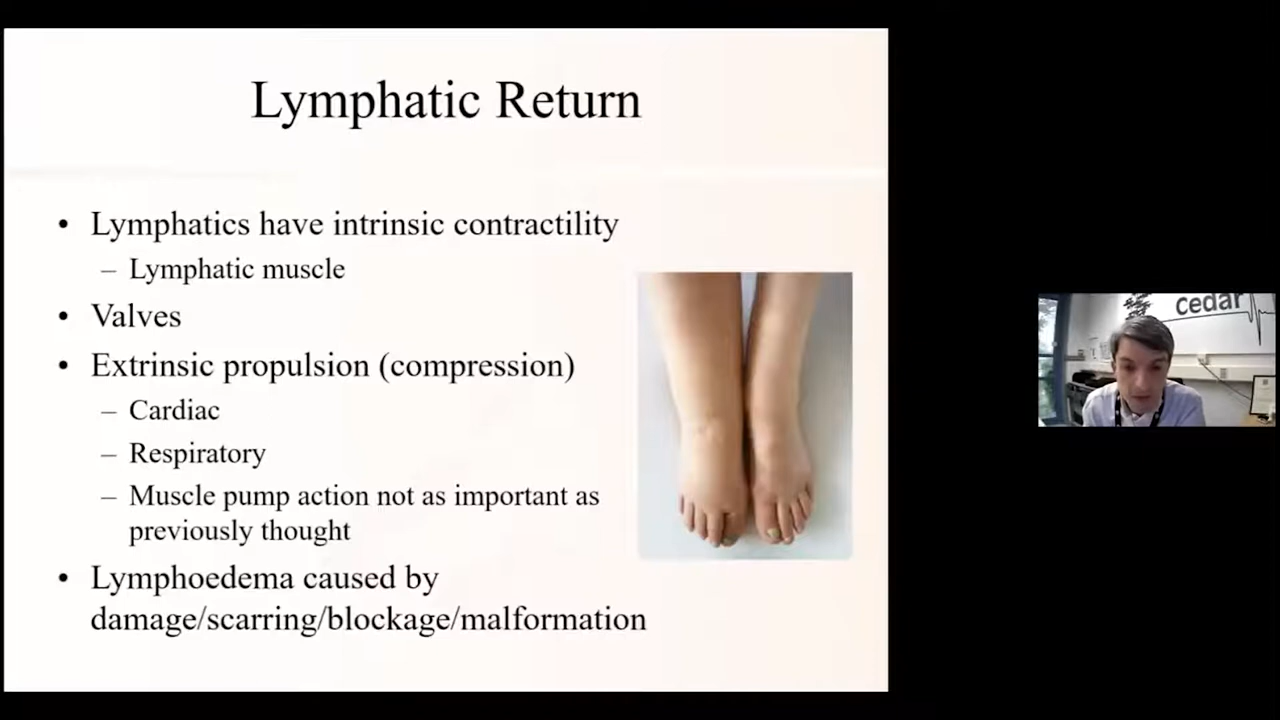 Lymphatic Return
• Lymphatics have intrinsic contractility
– Lymphatic muscle
• Valves
• Extrinsic propulsion (compression)
– Cardiac
– Respiratory
– Muscle pump action not as important as
previously thought
• Lymphoedema caused by
damage/scarring/blockage/malformation
cedar